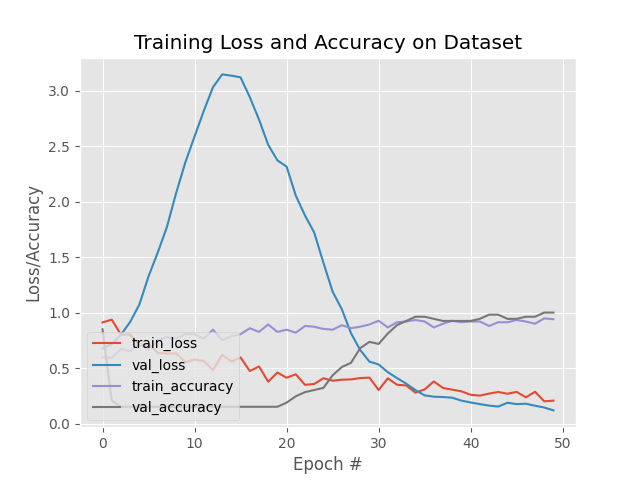 Training Loss and Accuracy on Dataset
Loss/Accuracy
3.0
2.5
2.0
1.5
1.0
0.5
0.0
train_loss
val_loss
train_accuracy
val_accuracy
0
10
20
30
40
50
Epoch #